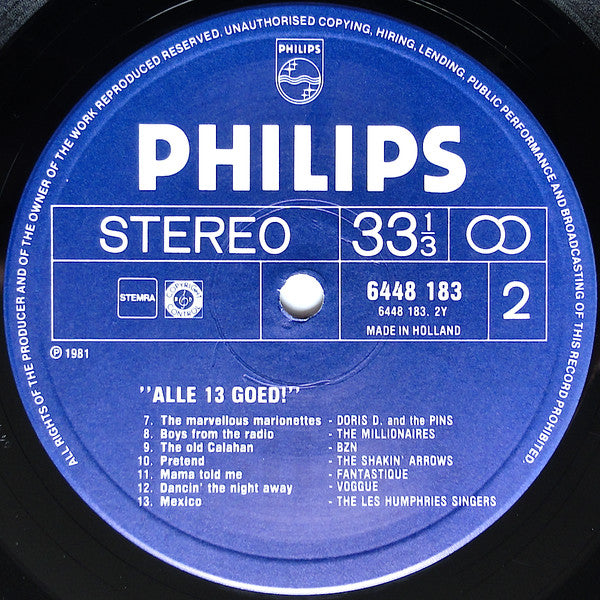 ALL RIGHTS OF THE PRODUCER AND OF THE OWNER OF THE WORK REPRODUCED RESERVED. UNAUTHORISED COPYING, HIRING, LENDING, PUBLIC PERFORMANCE AND BROADCASTING OF THIS RECORD PROHIBITED
PHILIPS
PHILIPS
STEREO 33 1/3
STEMRA COPYRIGHT CONTROL 6448 183 2
6448 183. 2Y
MADE IN HOLLAND
℗ 1981
"ALLE 13 GOED!"
7. The marvellous marionettes - DORIS D. and the PINS
8. Boys from the radio - THE MILLIONAIRES
9. The old Calahan - BZN
10. Pretend - THE SHAKIN' ARROWS
11. Mama told me - FANTASTIQUE
12. Dancin' the night away - VOGGUE
13. Mexico - THE LES HUMPHRIES SINGERS